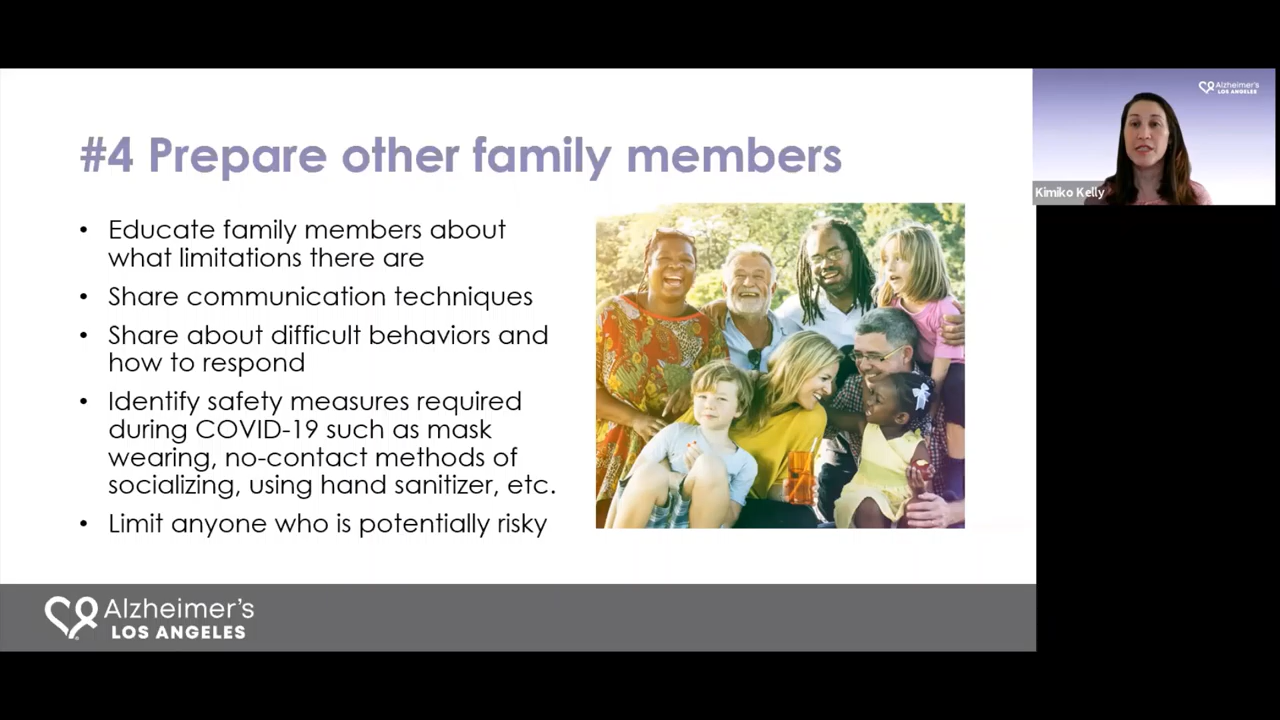 #4 Prepare other family members
• Educate family members about
what limitations there are
• Share communication techniques
• Share about difficult behaviors and
how to respond
• Identify safety measures required
during COVID-19 such as mask
wearing, no-contact methods of
socializing, using hand sanitizer, etc.
• Limit anyone who is potentially risky
Alzheimer's
LOS ANGELES
Alzheimer's
LOS ANGELES
Kimiko Kelly